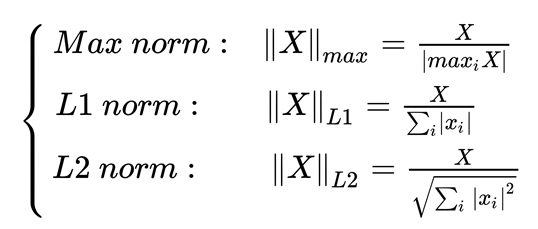 Max norm : ‖X‖max = X / |maxᵢ X|
L1 norm : ‖X‖L1 = X / ∑ᵢ|xᵢ|
L2 norm : ‖X‖L2 = X / √(∑ᵢ |xᵢ|²)